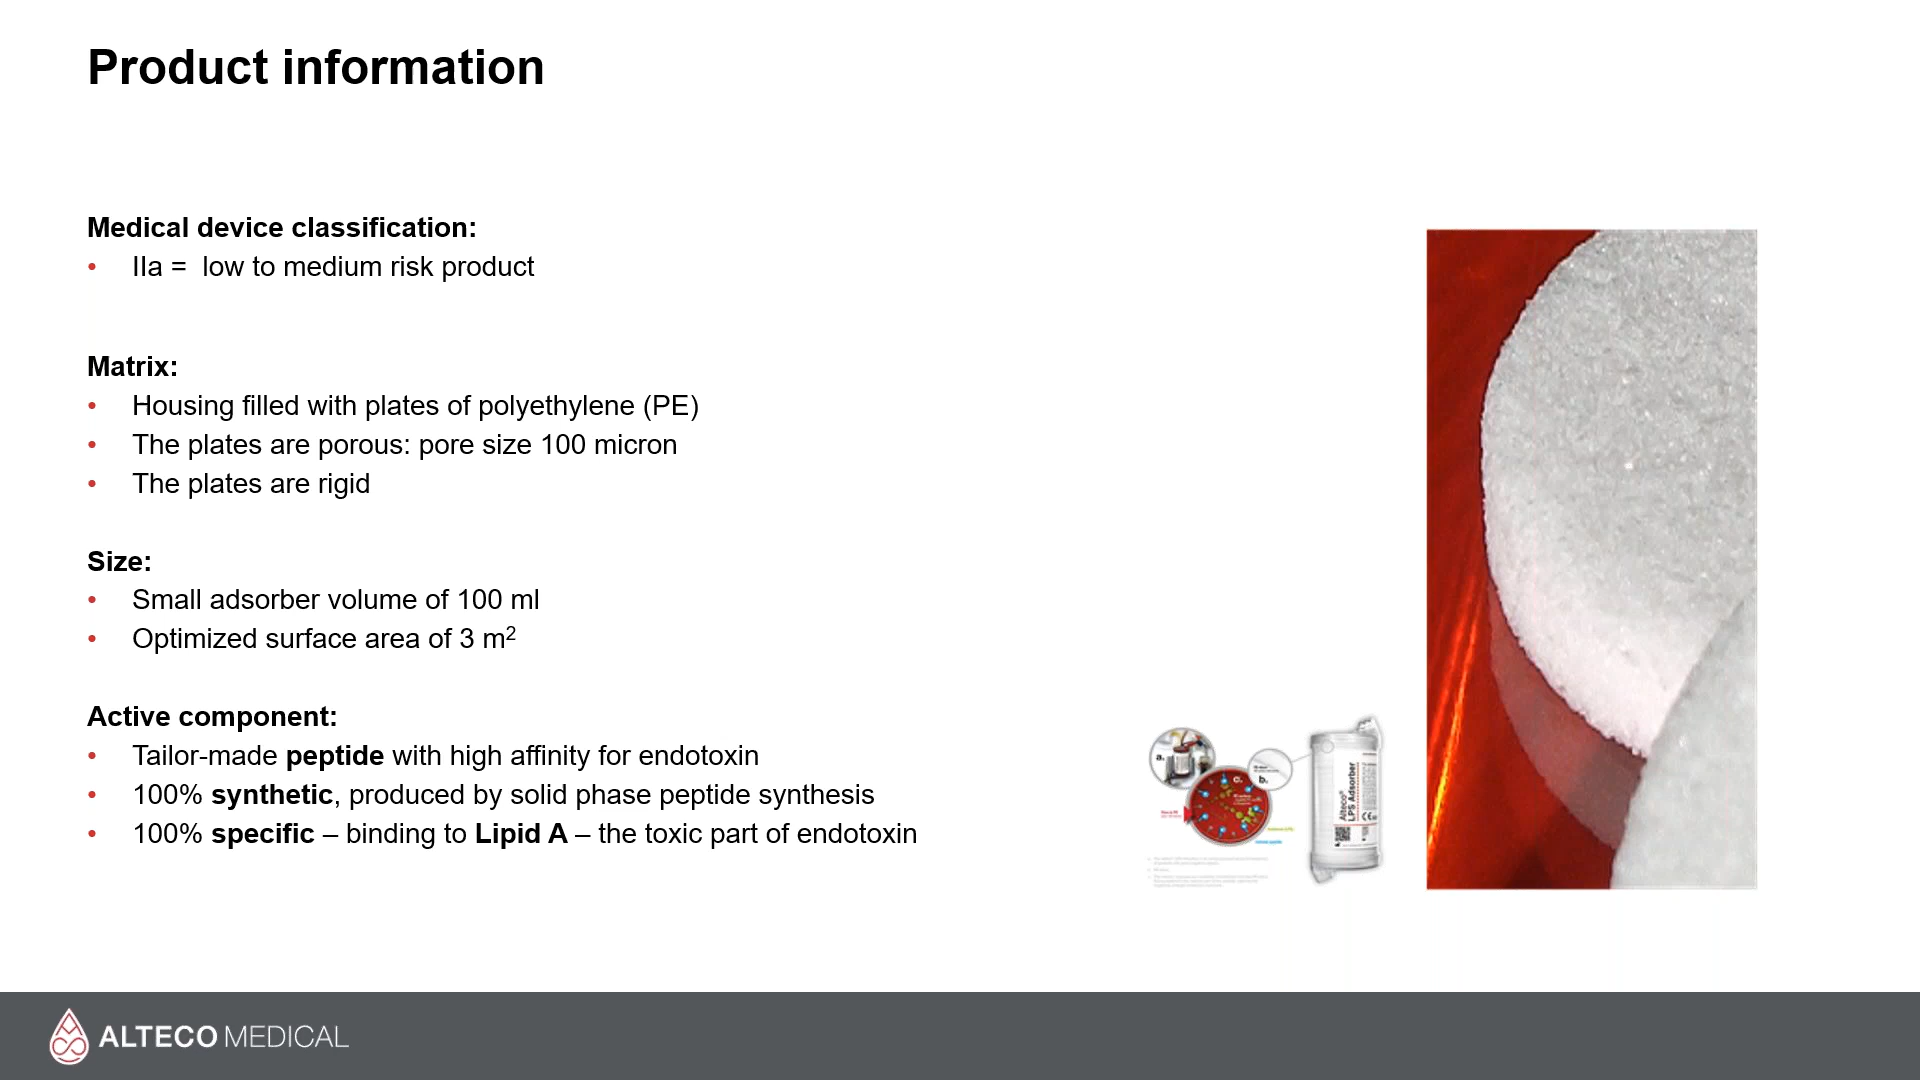 Product information
Medical device classification:
• IIa =  low to medium risk product
Matrix:
• Housing filled with plates of polyethylene (PE)
• The plates are porous: pore size 100 micron
• The plates are rigid
Size:
• Small adsorber volume of 100 ml
• Optimized surface area of 3 m²
Active component:
• Tailor-made peptide with high affinity for endotoxin
• 100% synthetic, produced by solid phase peptide synthesis
• 100% specific – binding to Lipid A – the toxic part of endotoxin
a.
b.
c.
Alteco®
LPS Adsorber
CE
ALTECO MEDICAL